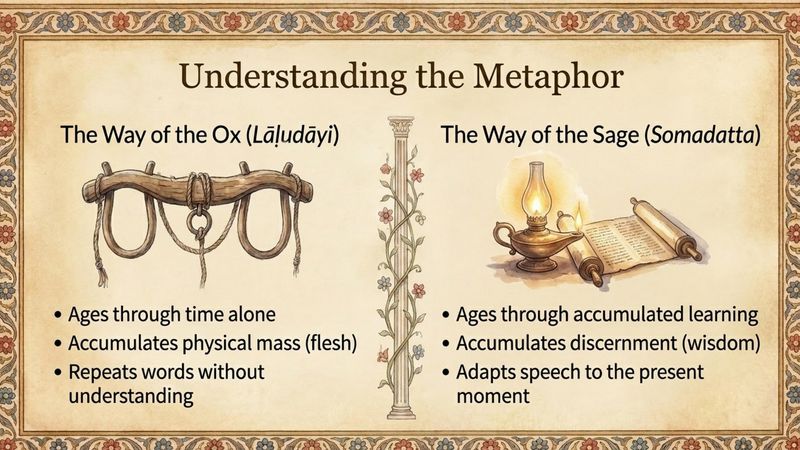 Understanding the Metaphor
The Way of the Ox (Lāḷudāyi)
• Ages through time alone
• Accumulates physical mass (flesh)
• Repeats words without
understanding
The Way of the Sage (Somadatta)
• Ages through accumulated learning
• Accumulates discernment (wisdom)
• Adapts speech to the present
moment